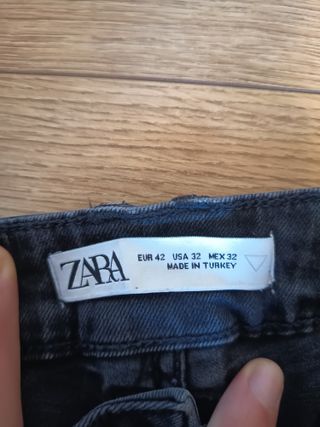 ZARA
EUR 42 USA 32 MEX 32
MADE IN TURKEY